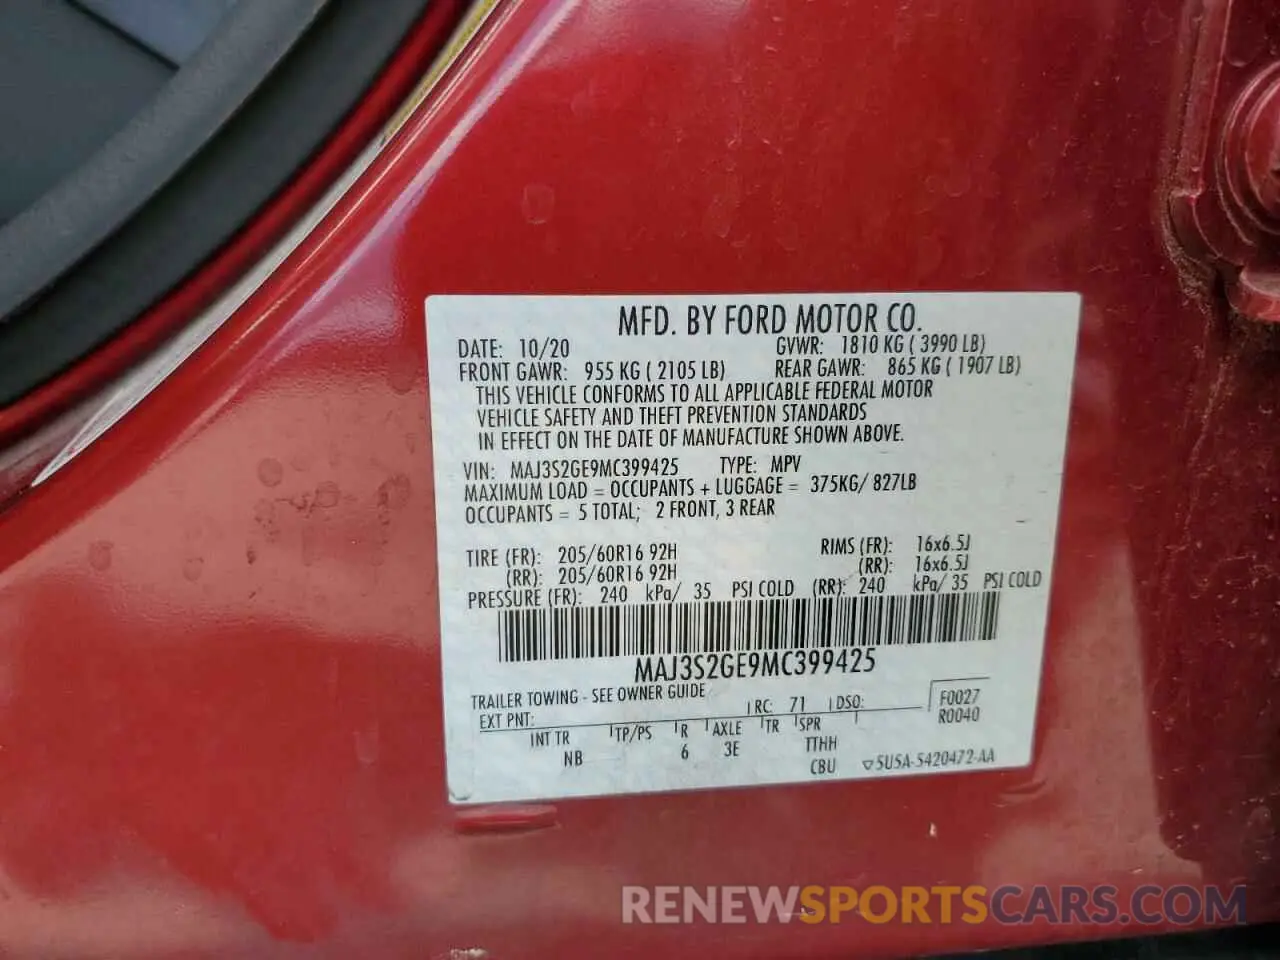 MFD. BY FORD MOTOR CO.
DATE: 10/20 GVWR: 1810 KG ( 3990 LB)
FRONT GAWR: 955 KG ( 2105 LB) REAR GAWR: 865 KG ( 1907 LB)
THIS VEHICLE CONFORMS TO ALL APPLICABLE FEDERAL MOTOR
VEHICLE SAFETY AND THEFT PREVENTION STANDARDS
IN EFFECT ON THE DATE OF MANUFACTURE SHOWN ABOVE.
VIN: MAJ3S2GE9MC399425 TYPE: MPV
MAXIMUM LOAD = OCCUPANTS + LUGGAGE = 375KG/ 827LB
OCCUPANTS = 5 TOTAL; 2 FRONT, 3 REAR
TIRE (FR): 205/60R16 92H RIMS (FR): 16x6.5J
(RR): 205/60R16 92H (RR): 16x6.5J
PRESSURE (FR): 240 kPa/ 35 PSI COLD (RR): 240 kPa/ 35 PSI COLD
MAJ3S2GE9MC399425
TRAILER TOWING - SEE OWNER GUIDE
EXT PNT: RC: 71 DSO: F0027
R0040
INT TR TP/PS R AXLE TR SPR
NB 6 3E TTHH
CBU 5U5A-5420472-AA
RENEWSPORTSCARS.COM